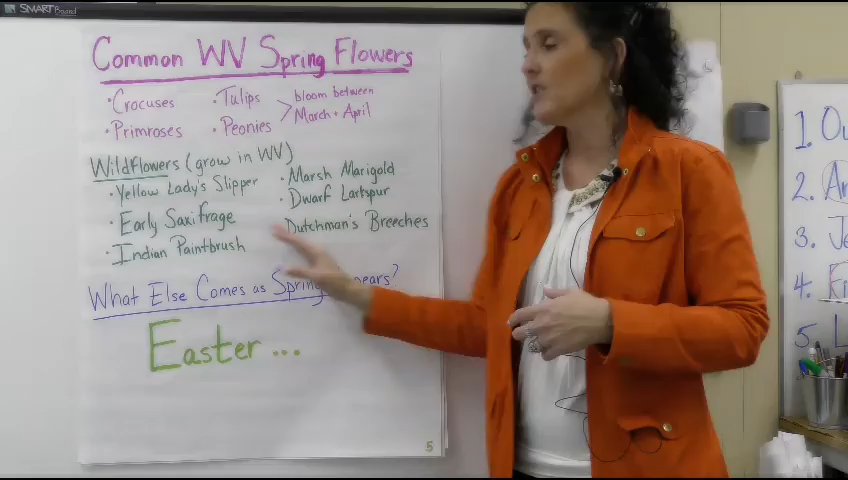 SMART Board
Common WV Spring Flowers
· Crocuses · Tulips > bloom between
· Primroses · Peonies March + April
Wildflowers (grow in WV)
· Yellow Lady's Slipper · Marsh Marigold
· Early Saxifrage · Dwarf Larkspur
· Indian Paintbrush Dutchman's Breeches
What Else Comes as Spring
Easter...
5
1.
2.
3.
4.
5.